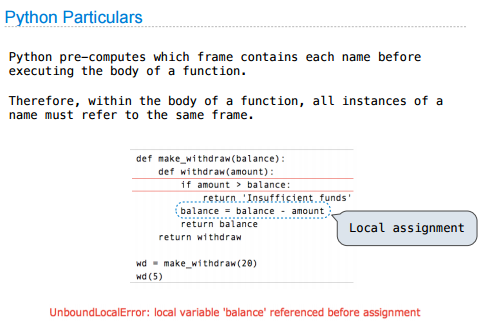 Python Particulars
Python pre-computes which frame contains each name before
executing the body of a function.
Therefore, within the body of a function, all instances of a
name must refer to the same frame.
def make_withdraw(balance):
    def withdraw(amount):
        if amount > balance:
            return 'Insufficient funds'
        balance = balance - amount
        return balance
    return withdraw
Local assignment
wd = make_withdraw(20)
wd(5)
UnboundLocalError: local variable 'balance' referenced before assignment